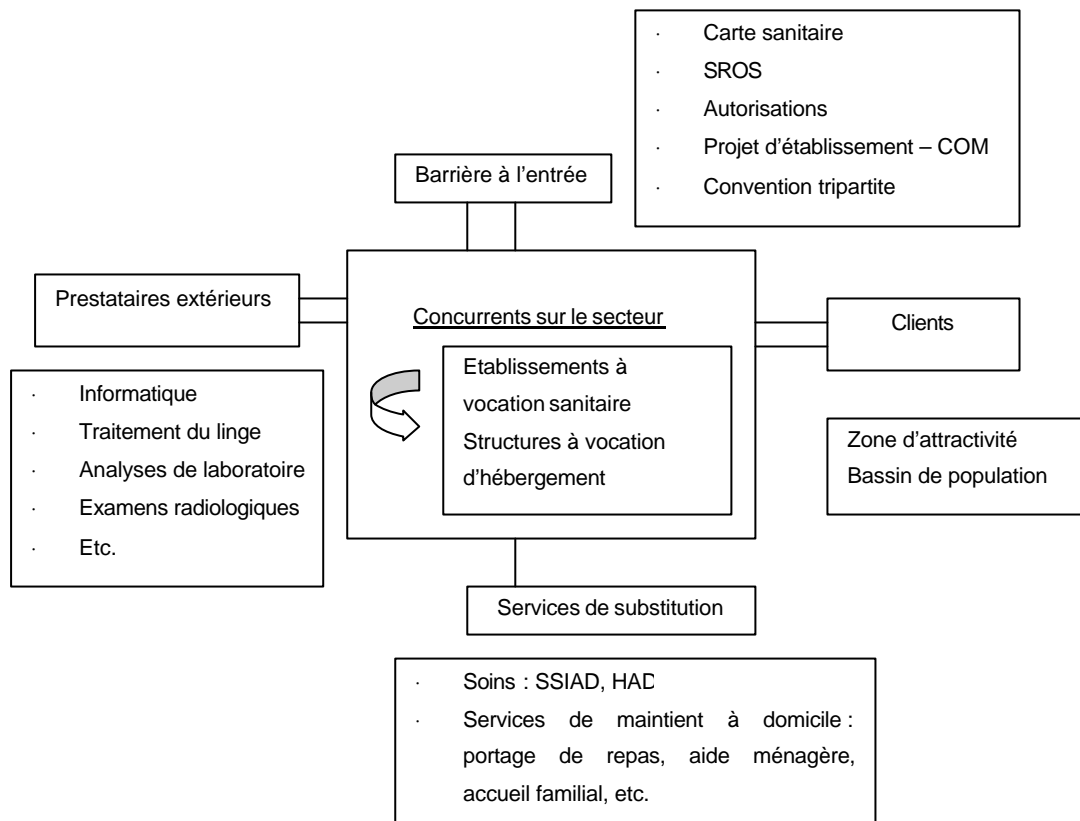 · Carte sanitaire
· SROS
· Autorisations
· Projet d'établissement – COM
· Convention tripartite
Barrière à l'entrée
Prestataires extérieurs
Concurrents sur le secteur
Clients
Etablissements à
vocation sanitaire
Structures à vocation
d'hébergement
· Informatique
· Traitement du linge
· Analyses de laboratoire
· Examens radiologiques
· Etc.
Zone d'attractivité
Bassin de population
Services de substitution
· Soins : SSIAD, HAD
· Services de maintient à domicile :
portage de repas, aide ménagère,
accueil familial, etc.